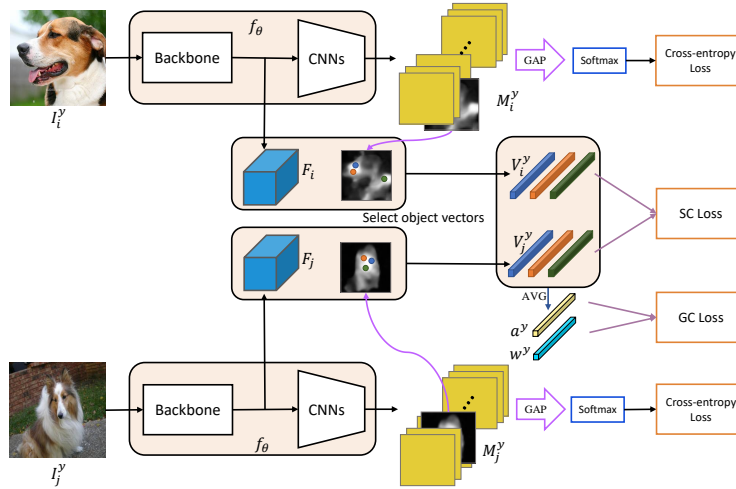 f_θ
Backbone
CNNs
I_i^y
M_i^y
GAP
Softmax
Cross-entropy
Loss
F_i
V_i^y
Select object vectors
SC Loss
F_j
V_j^y
AVG
a^y
w^y
GC Loss
Backbone
CNNs
f_θ
I_j^y
M_j^y
GAP
Softmax
Cross-entropy
Loss